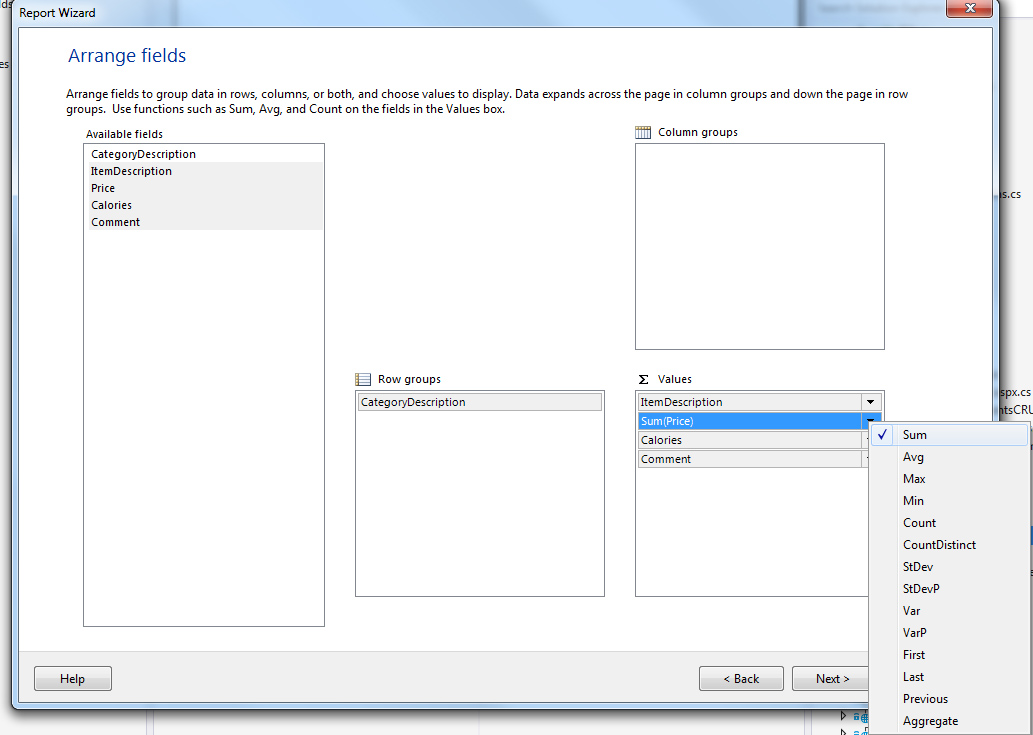 Report Wizard
Arrange fields
Arrange fields to group data in rows, columns, or both, and choose values to display. Data expands across the page in column groups and down the page in row
groups. Use functions such as Sum, Avg, and Count on the fields in the Values box.
Available fields
CategoryDescription
ItemDescription
Price
Calories
Comment
Column groups
Row groups
CategoryDescription
Σ Values
ItemDescription
Sum(Price)
Calories
Comment
Sum
Avg
Max
Min
Count
CountDistinct
StDev
StDevP
Var
VarP
First
Last
Previous
Aggregate
Help
< Back
Next >
spx.cs
ntsCRU